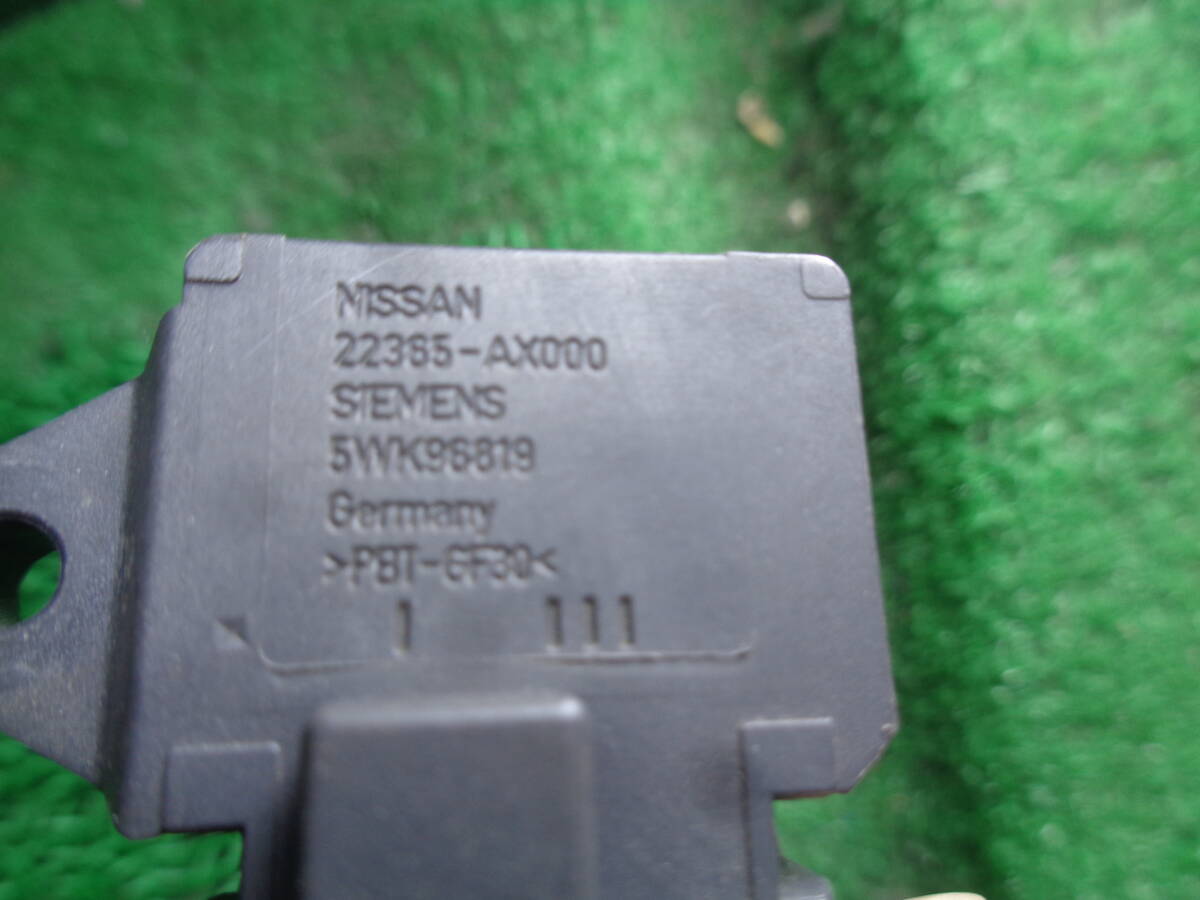 NISSAN
22365-AX000
SIEMENS
5WK96819
Germany
>PBT-GF30<
1 111